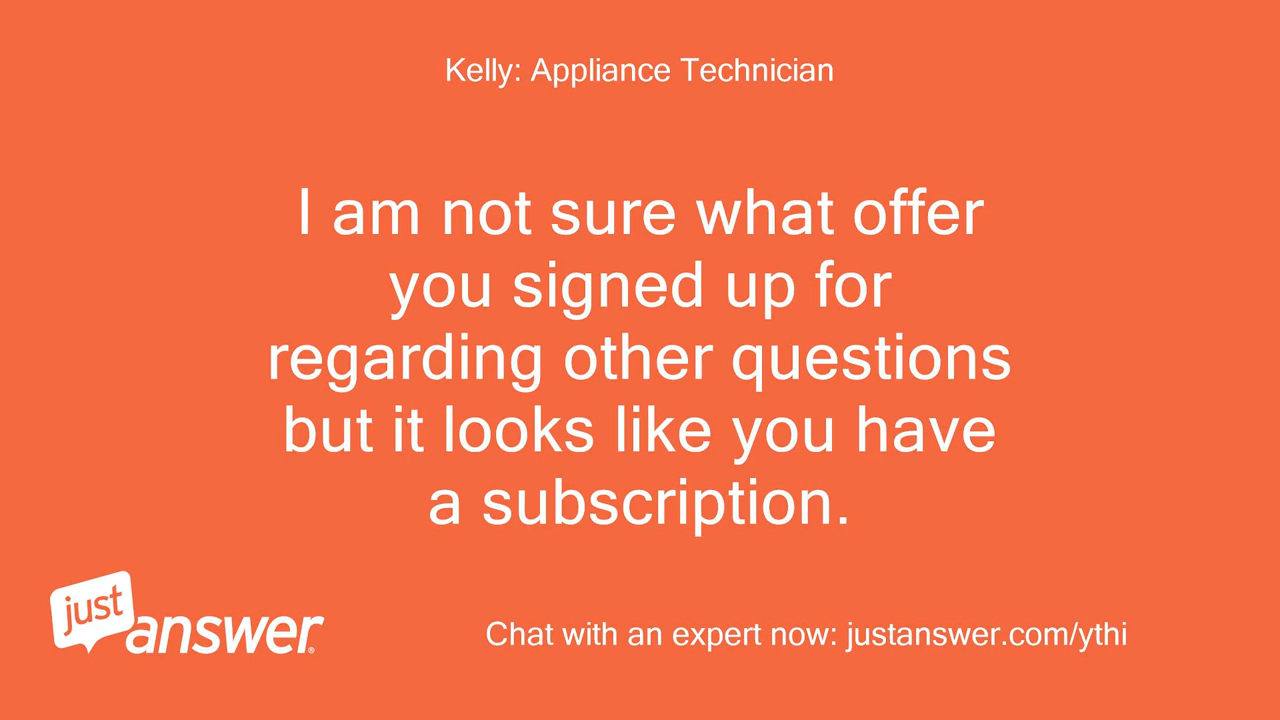 Kelly: Appliance Technician
I am not sure what offer
you signed up for
regarding other questions
but it looks like you have
a subscription.
just
answer®
Chat with an expert now: justanswer.com/ythi